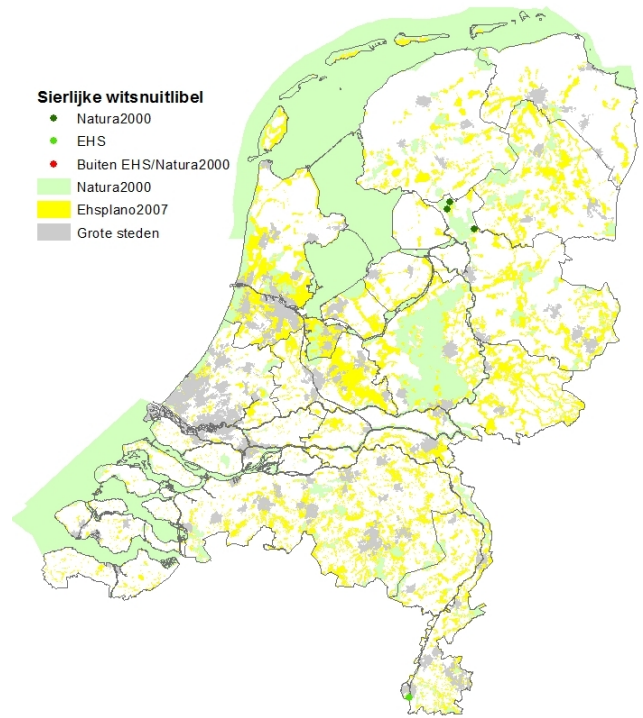 Sierlijke witsnuitlibel
Natura2000
EHS
Buiten EHS/Natura2000
Natura2000
Ehsplano2007
Grote steden